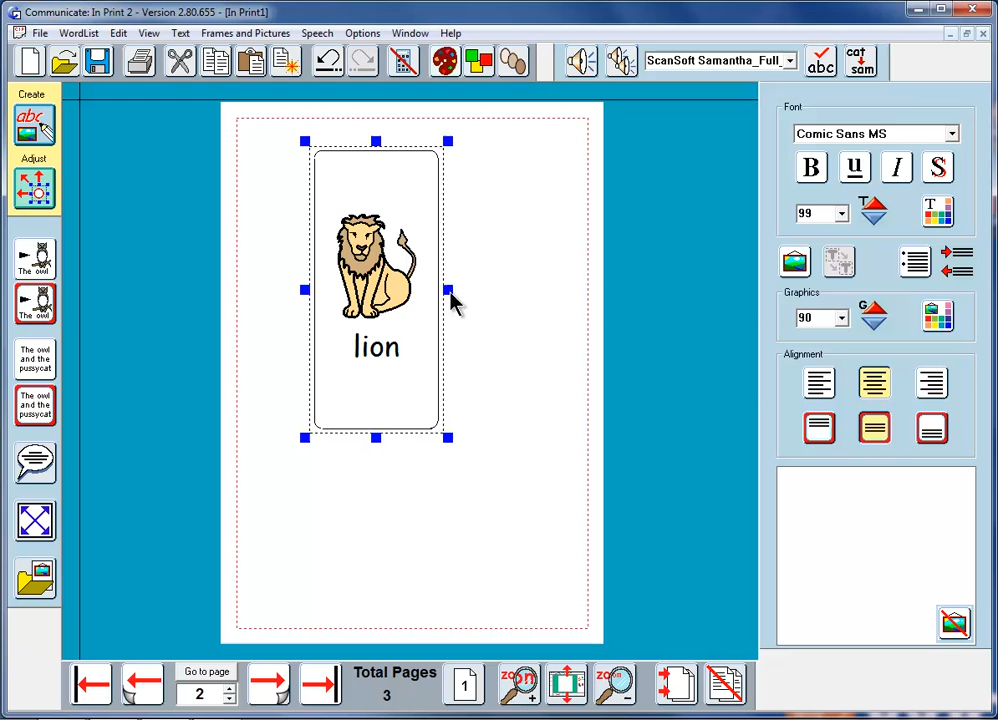 Communicate: In Print 2 - Version 2.80.655 - [In Print1]
File WordList Edit View Text Frames and Pictures Speech Options Window Help
ScanSoft Samantha_Full_
abc
cat
sam
Create
abc
Adjust
The owl
The owl
The owl
and the
pussycat
The owl
and the
pussycat
lion
Font
Comic Sans MS
B u I S
99
T
T
T
T
Graphics
90
G
Alignment
Go to page
2
Total Pages
3
1
zoom
+
zoom
-